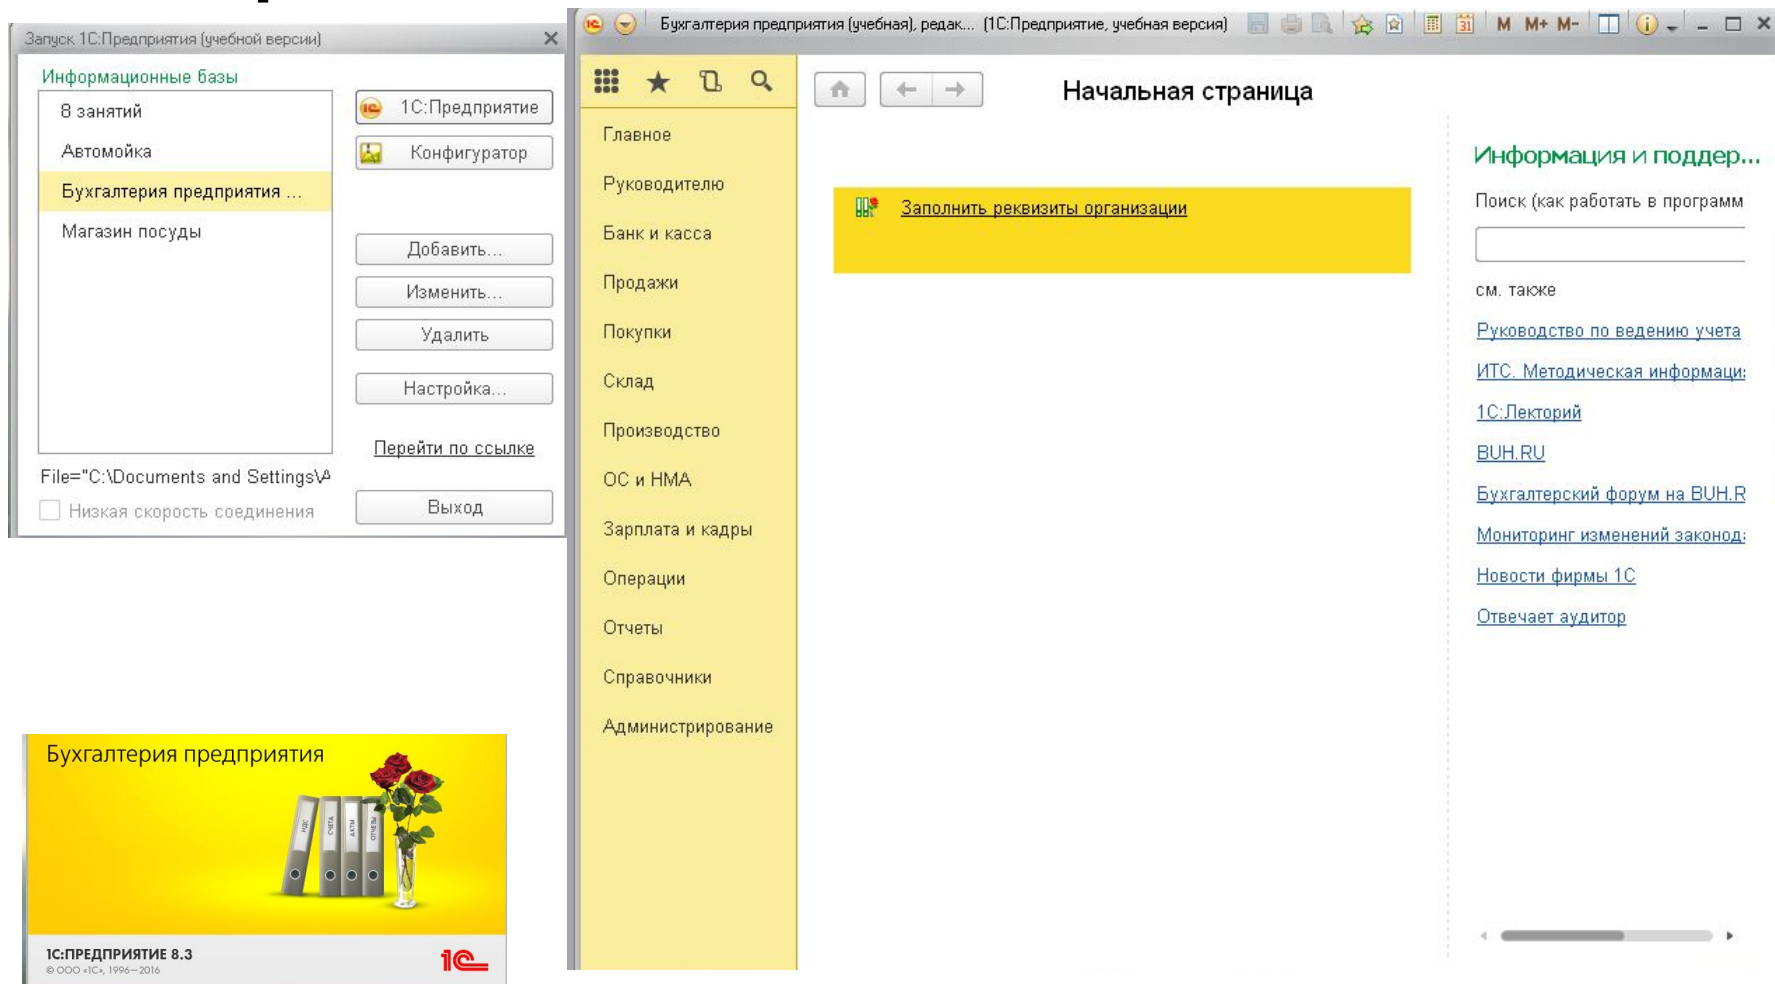 Запуск 1С:Предприятия (учебной версии)
Информационные базы
8 занятий
Автомойка
Бухгалтерия предприятия ...
Магазин посуды
1С:Предприятие
Конфигуратор
Добавить...
Изменить...
Удалить
Настройка...
Перейти по ссылке
Выход
File="C:\Documents and Settings\A
Низкая скорость соединения
Бухгалтерия предприятия
НДС
СЧЕТА
АКТЫ
ОТЧЕТЫ
1С:ПРЕДПРИЯТИЕ 8.3
© ООО «1С», 1996—2016
1С
Бухгалтерия предприятия (учебная), редак... (1С:Предприятие, учебная версия)
31
M M+ M-
Главное
Руководителю
Банк и касса
Продажи
Покупки
Склад
Производство
ОС и НМА
Зарплата и кадры
Операции
Отчеты
Справочники
Администрирование
Начальная страница
Заполнить реквизиты организации
Информация и поддер...
Поиск (как работать в программ
см. также
Руководство по ведению учета
ИТС. Методическая информаци
1С:Лекторий
BUH.RU
Бухгалтерский форум на BUH.R
Мониторинг изменений законод
Новости фирмы 1С
Отвечает аудитор